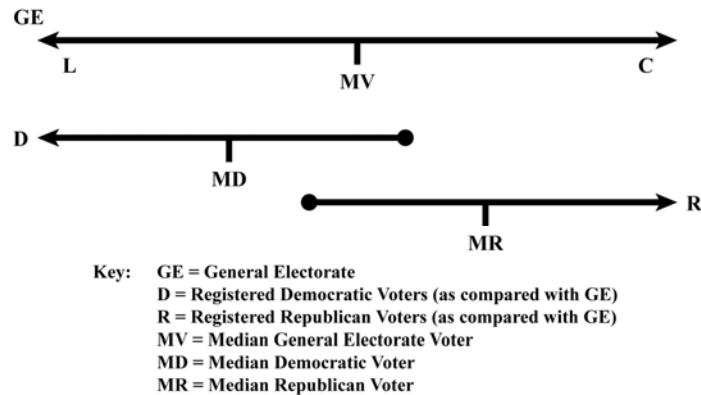 GE
L C
MV
D
MD
R
MR
Key: GE = General Electorate
D = Registered Democratic Voters (as compared with GE)
R = Registered Republican Voters (as compared with GE)
MV = Median General Electorate Voter
MD = Median Democratic Voter
MR = Median Republican Voter